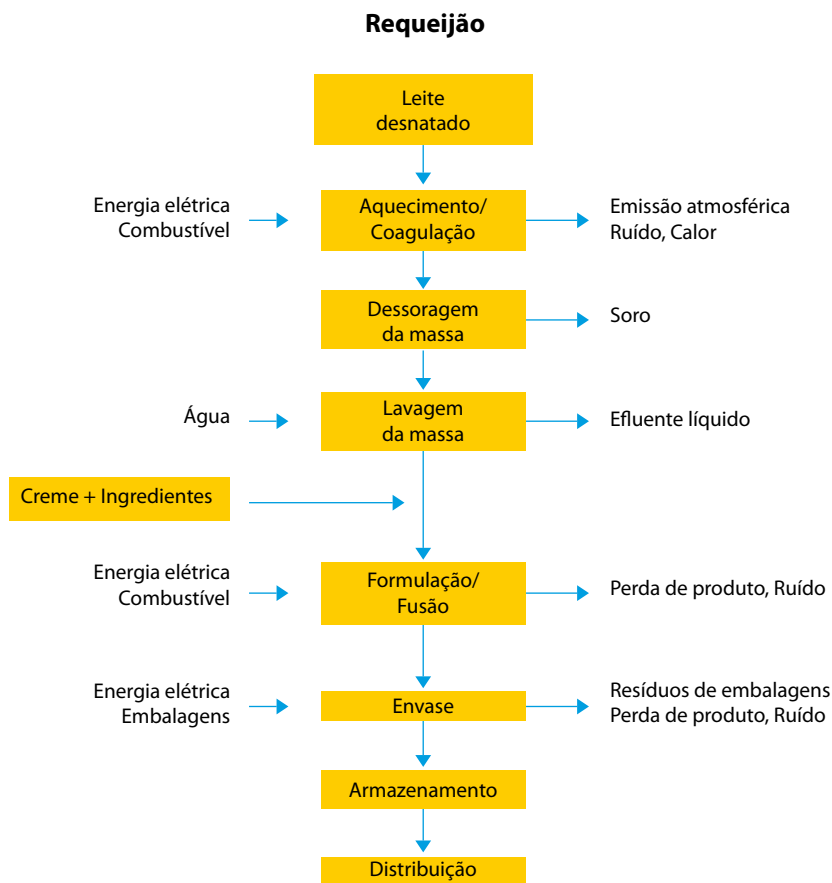 Requeijão
Leite
desnatado
Energia elétrica
Combustível
Aquecimento/
Coagulação
Emissão atmosférica
Ruído, Calor
Dessoragem
da massa
Soro
Água
Lavagem
da massa
Efluente líquido
Creme + Ingredientes
Energia elétrica
Combustível
Formulação/
Fusão
Perda de produto, Ruído
Energia elétrica
Embalagens
Envase
Resíduos de embalagens
Perda de produto, Ruído
Armazenamento
Distribuição